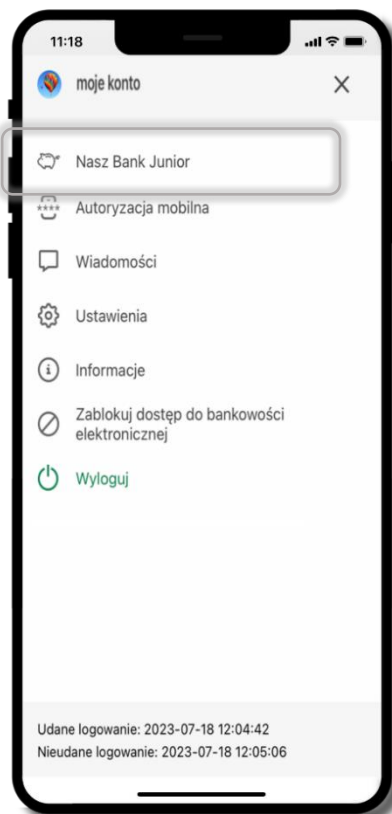 11:18
moje konto
Nasz Bank Junior
Autoryzacja mobilna
Wiadomości
Ustawienia
Informacje
Zablokuj dostęp do bankowości
elektronicznej
Wyloguj
Udane logowanie: 2023-07-18 12:04:42
Nieudane logowanie: 2023-07-18 12:05:06